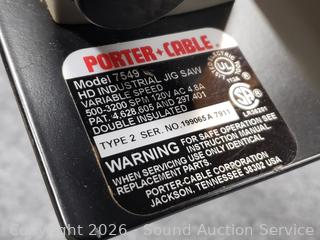 PORTER+CABLE
Model 7549
HD INDUSTRIAL JIG SAW
VARIABLE SPEED
500-3200 SPM 120V AC 4.8A
PAT. 4,628,605 AND 297,401
DOUBLE INSULATED
TYPE 2 SER. NO. 199065 A 7911
UL
LR38291
WARNING FOR SAFE OPERATION SEE
INSTRUCTION MANUAL.
WHEN SERVICING USE ONLY IDENTICAL
REPLACEMENT PARTS.
PORTER-CABLE CORPORATION
JACKSON, TENNESSEE 38302 USA
Copyright 2026 - Sound Auction Service